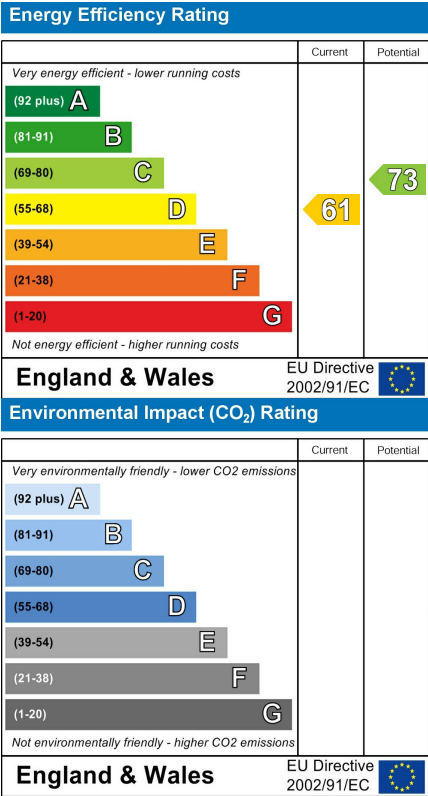 Energy Efficiency Rating
Current Potential
Very energy efficient - lower running costs
(92 plus) A
(81-91) B
(69-80) C
73
(55-68) D
61
(39-54) E
(21-38) F
(1-20) G
Not energy efficient - higher running costs
England & Wales
EU Directive
2002/91/EC
Environmental Impact (CO₂) Rating
Current Potential
Very environmentally friendly - lower CO2 emissions
(92 plus) A
(81-91) B
(69-80) C
(55-68) D
(39-54) E
(21-38) F
(1-20) G
Not environmentally friendly - higher CO2 emissions
England & Wales
EU Directive
2002/91/EC